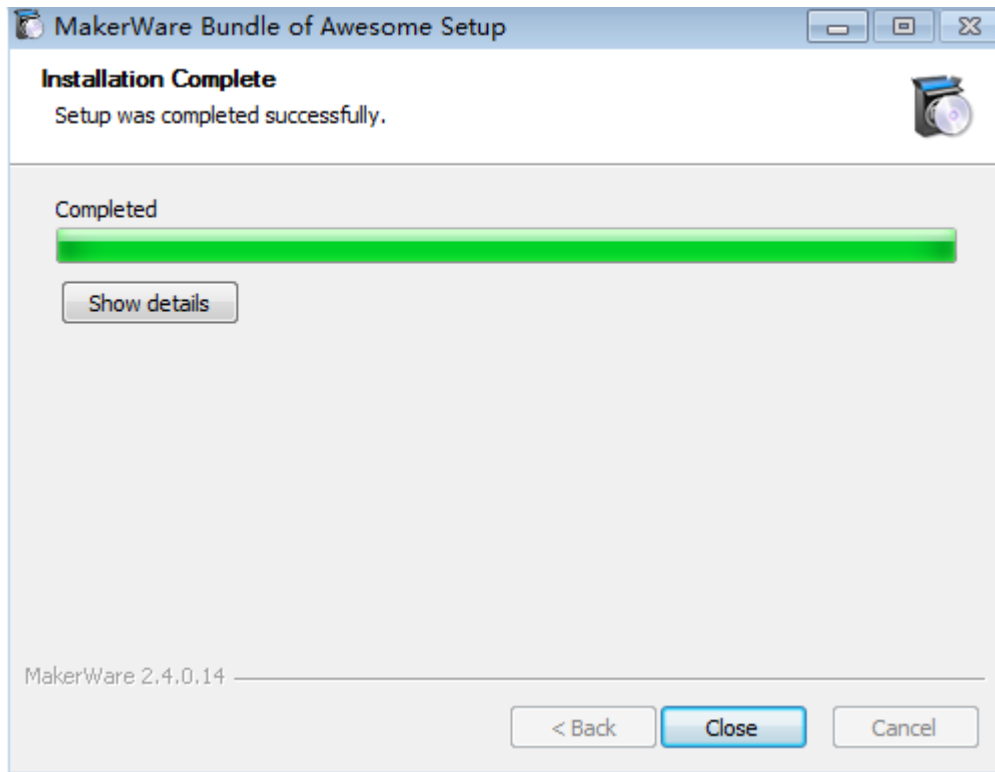 MakerWare Bundle of Awesome Setup
Installation Complete
Setup was completed successfully.
Completed
Show details
MakerWare 2.4.0.14
< Back
Close
Cancel